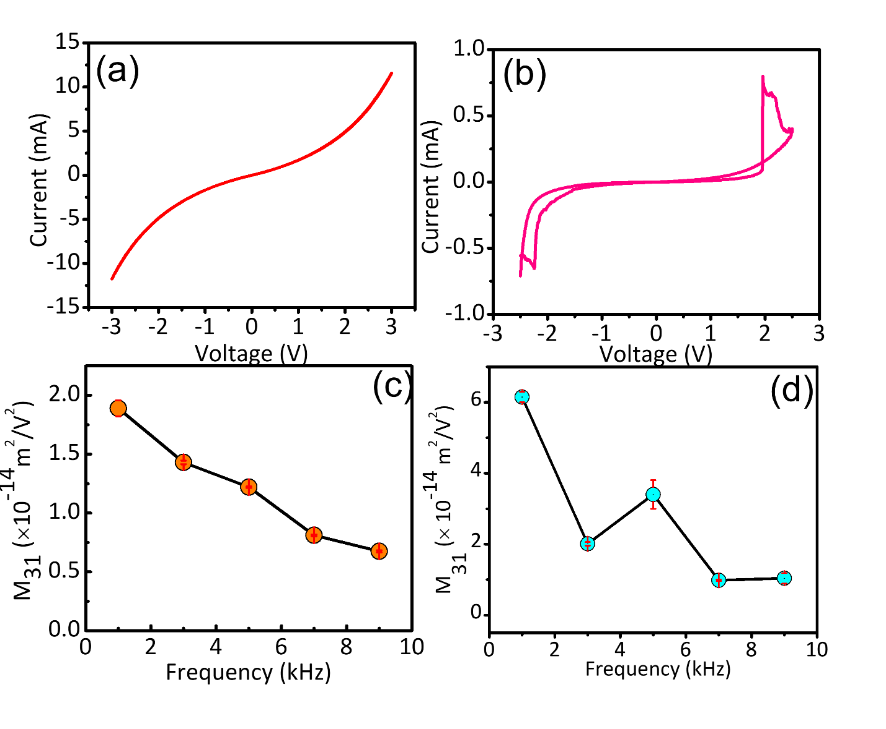 (a)
15
10
5
0
-5
-10
-15
Current (mA)
-3 -2 -1 0 1 2 3
Voltage (V)
(b)
1.0
0.5
0.0
-0.5
-1.0
Current (mA)
-3 -2 -1 0 1 2 3
Voltage (V)
(c)
2.0
1.5
1.0
0.5
0.0
M31 (×10-14 m2/V2)
0 2 4 6 8 10
Frequency (kHz)
(d)
6
4
2
0
M31 (× 10-14 m2/V2)
0 2 4 6 8 10
Frequency (kHz)